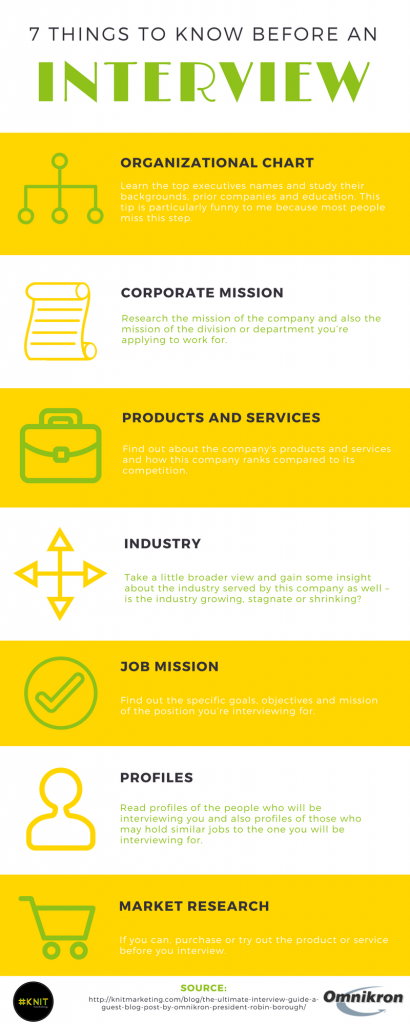 7 THINGS TO KNOW BEFORE AN
INTERVIEW
ORGANIZATIONAL CHART
Learn the top executives names and study their
backgrounds, prior companies and education. This
tip is particularly funny to me because most people
miss this step.
CORPORATE MISSION
Research the mission of the company and also the
mission of the division or department you're
applying to work for.
PRODUCTS AND SERVICES
Find out about the company's products and services
and how this company ranks compared to its
competition.
INDUSTRY
Take a little broader view and gain some insight
about the industry served by this company as well –
is the industry growing, stagnate or shrinking?
JOB MISSION
Find out the specific goals, objectives and mission
of the position you're interviewing for.
PROFILES
Read profiles of the people who will be
interviewing you and also profiles of those who
may hold similar jobs to the one you will be
interviewing for.
MARKET RESEARCH
If you can, purchase or try out the product or service
before you interview.
SOURCE:
http://knitmarketing.com/blog/the-ultimate-interview-guide-a-
guest-blog-post-by-omnikron-president-robin-borough/
#KNIT
Omnikron